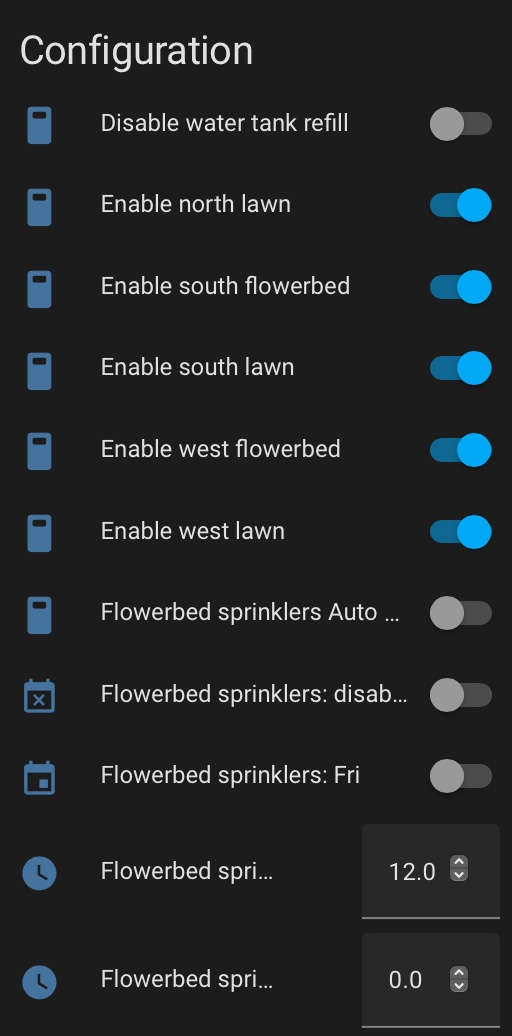 Configuration
Disable water tank refill
Enable north lawn
Enable south flowerbed
Enable south lawn
Enable west flowerbed
Enable west lawn
Flowerbed sprinklers Auto ...
Flowerbed sprinklers: disab...
Flowerbed sprinklers: Fri
Flowerbed spri... 12.0
Flowerbed spri... 0.0